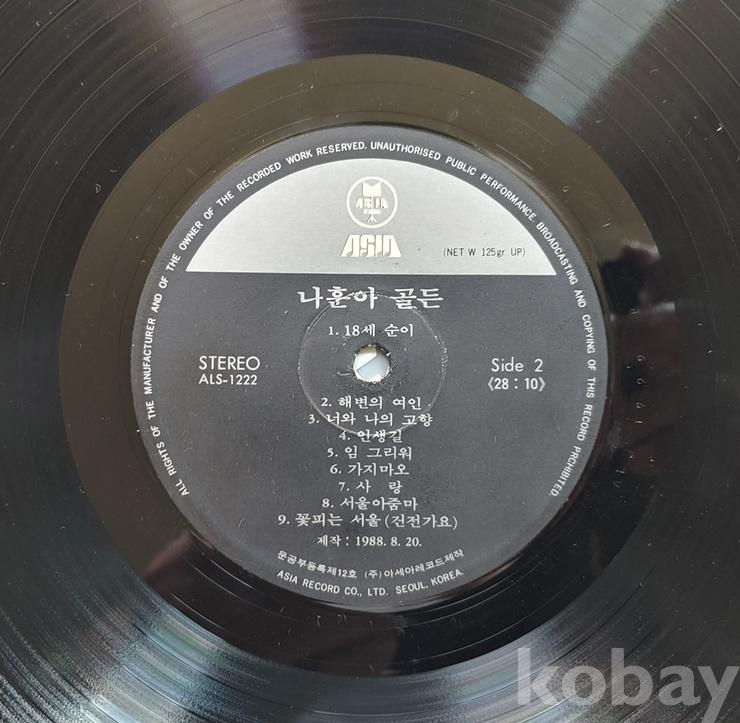 ALL RIGHTS OF THE MANUFACTURER AND OF THE OWNER OF THE RECORDED WORK RESERVED. UNAUTHORISED PUBLIC PERFORMANCE. BROADCASTING AND COPYING OF THIS RECORD PROHIBITED.
ASIA
(NET W 125gr UP)
나훈아 골든
1. 18세 순이
STEREO
ALS-1222
Side 2
《28 : 10》
2. 해변의 여인
3. 너와 나의 고향
4. 인생길
5. 임 그리워
6. 가지마오
7. 사 랑
8. 서울아줌마
9. 꽃피는 서울 (건전가요)
제작 : 1988. 8. 20.
문공부등록제12호 (주)아세아레코드제작
ASIA RECORD CO., LTD. SEOUL, KOREA.
kobay